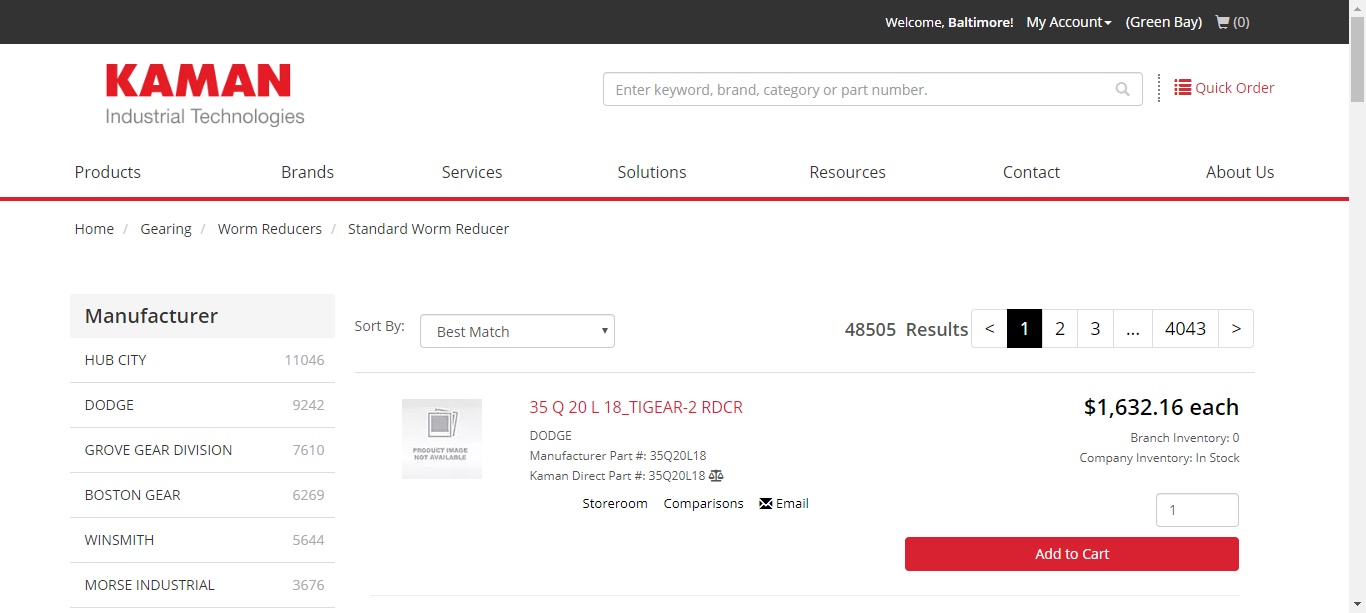 Welcome, Baltimore! My Account (Green Bay) (0)
KAMAN
Industrial Technologies
Enter keyword, brand, category or part number.
Quick Order
Products Brands Services Solutions Resources Contact About Us
Home / Gearing / Worm Reducers / Standard Worm Reducer
Manufacturer
HUB CITY 11046
DODGE 9242
GROVE GEAR DIVISION 7610
BOSTON GEAR 6269
WINSMITH 5644
MORSE INDUSTRIAL 3676
Sort By: Best Match
48505 Results < 1 2 3 ... 4043 >
PRODUCT IMAGE
NOT AVAILABLE
35 Q 20 L 18_TIGEAR-2 RDCR
DODGE
Manufacturer Part #: 35Q20L18
Kaman Direct Part #: 35Q20L18
Storeroom Comparisons Email
$1,632.16 each
Branch Inventory: 0
Company Inventory: In Stock
1
Add to Cart